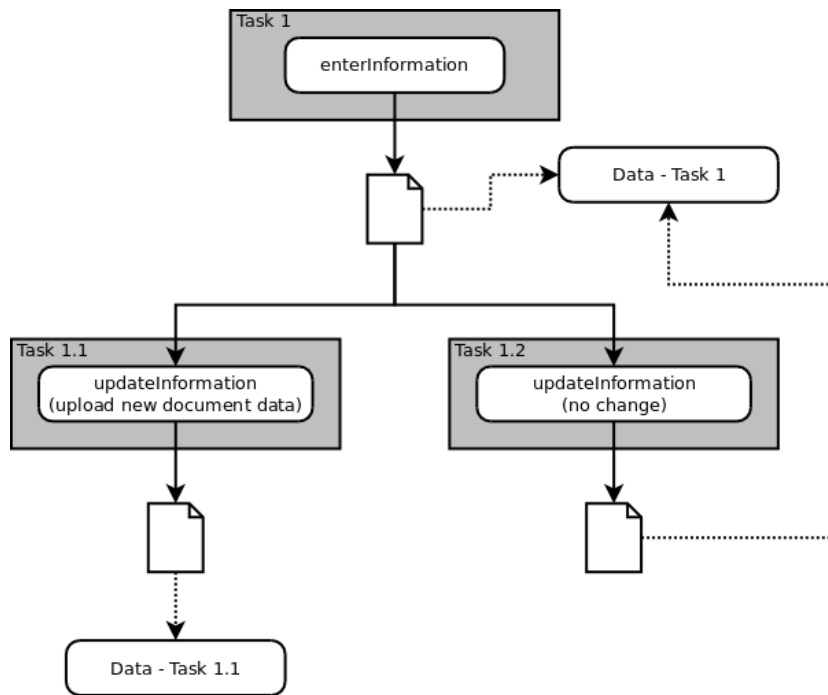 Task 1
enterInformation
Data - Task 1
Task 1.1
updateInformation
(upload new document data)
Task 1.2
updateInformation
(no change)
Data - Task 1.1